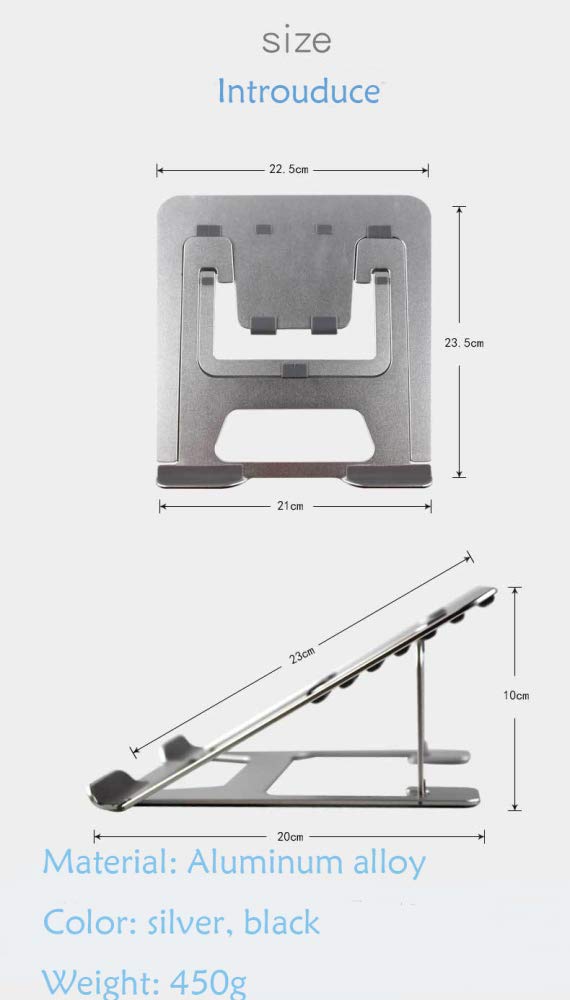 size
Introuduce
22.5cm
23.5cm
21cm
23cm
10cm
20cm
Material: Aluminum alloy
Color: silver, black
Weight: 450g